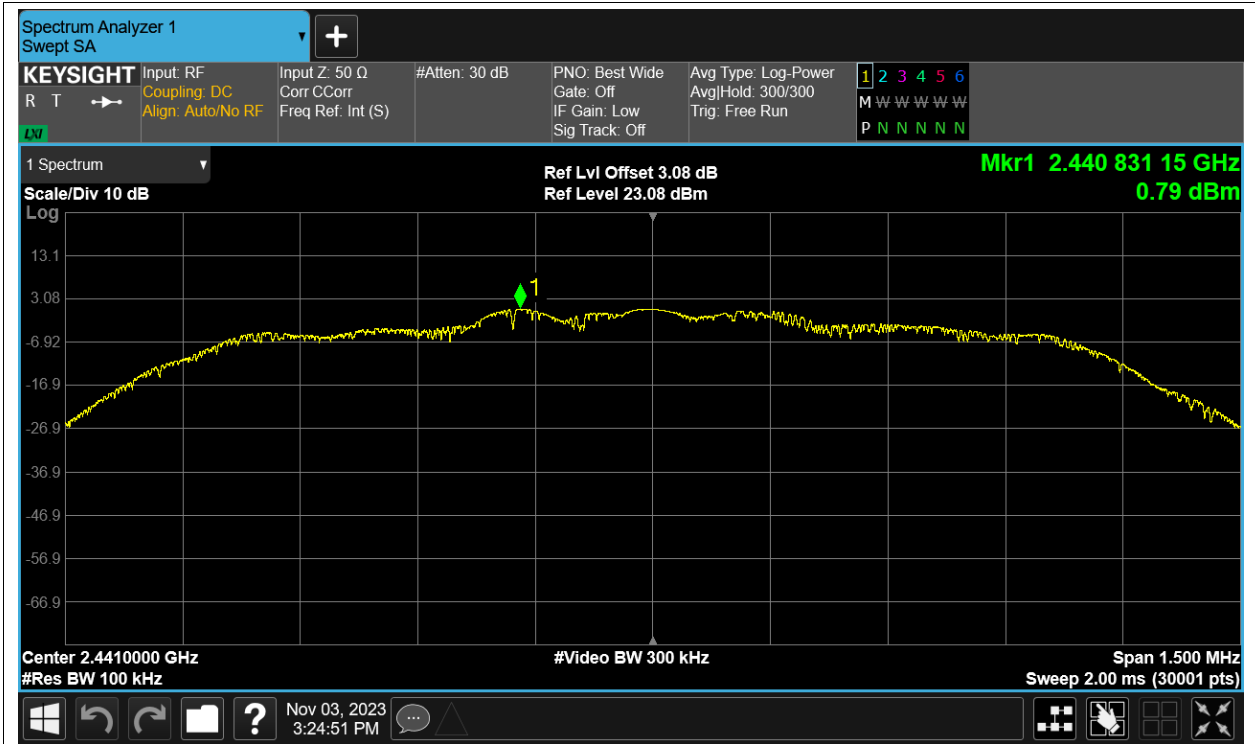 Spectrum Analyzer 1
Swept SA
KEYSIGHT
R T
LXI
Input: RF
Coupling: DC
Align: Auto/No RF
Input Z: 50 Ω
Corr CCorr
Freq Ref: Int (S)
#Atten: 30 dB
PNO: Best Wide
Gate: Off
IF Gain: Low
Sig Track: Off
Avg Type: Log-Power
Avg|Hold: 300/300
Trig: Free Run
1 2 3 4 5 6
M W W W W W
P N N N N N
1 Spectrum
Scale/Div 10 dB
Log
Ref Lvl Offset 3.08 dB
Ref Level 23.08 dBm
Mkr1 2.440 831 15 GHz
0.79 dBm
13.1
3.08
-6.92
-16.9
-26.9
-36.9
-46.9
-56.9
-66.9
1
Center 2.4410000 GHz
#Res BW 100 kHz
#Video BW 300 kHz
Span 1.500 MHz
Sweep 2.00 ms (30001 pts)
?
Nov 03, 2023
3:24:51 PM